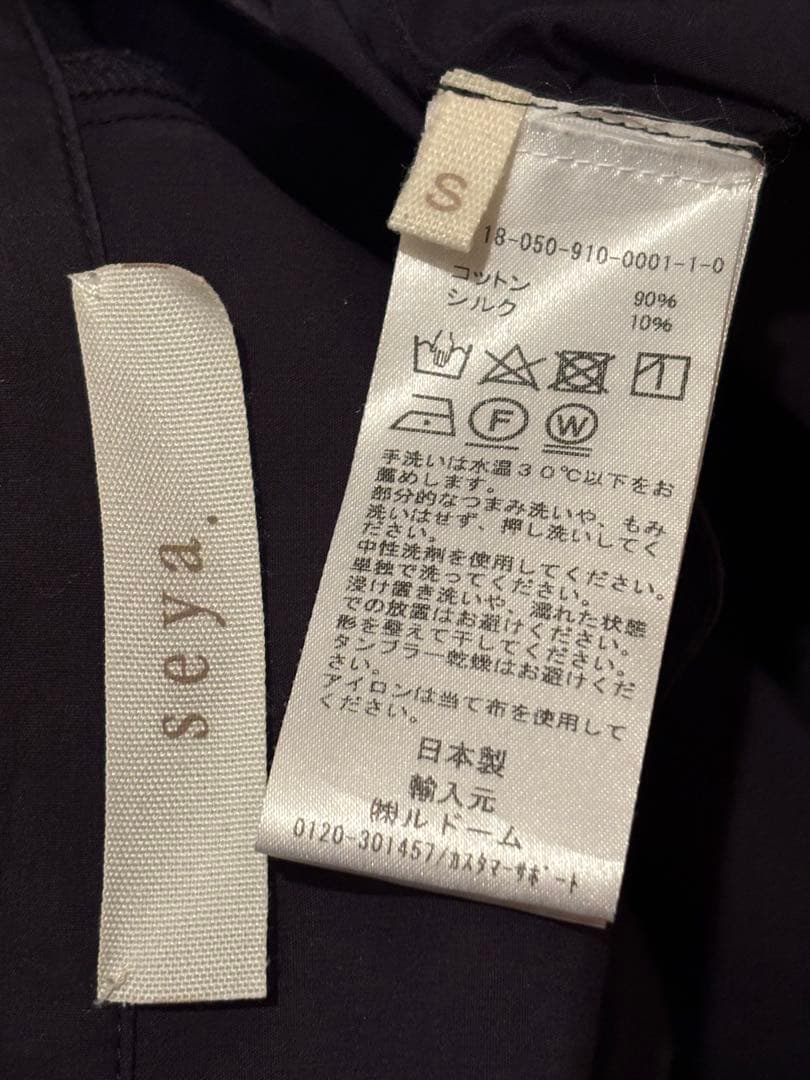 S
18-050-910-0001-1-0
コットン 90%
シルク 10%
F W
手洗いは水温30℃以下をお
薦めします。
部分的なつまみ洗いや、もみ
洗いはせず、押し洗いしてく
ださい。
中性洗剤を使用してください。
単独で洗ってください。
浸け置き洗いや、濡れた状態
での放置はお避けください。
形を整えて干してください。
タンブラー乾燥はお避けくだ
さい。
アイロンは当て布を使用して
ください。
日本製
輸入元
㈱ルドーム
0120-301457/ｶｽﾀﾏｰｻﾎﾟｰﾄ
seya.